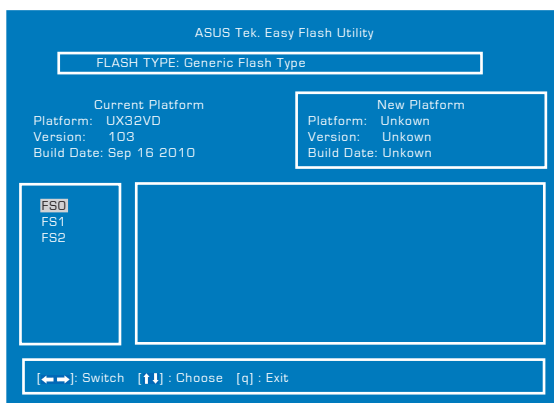 ASUS Tek. Easy Flash Utility
FLASH TYPE: Generic Flash Type
Current Platform
Platform: UX32VD
Version: 103
Build Date: Sep 16 2010
New Platform
Platform: Unkown
Version: Unkown
Build Date: Unkown
FS0
FS1
FS2
[←→]: Switch [↑↓] : Choose [q] : Exit